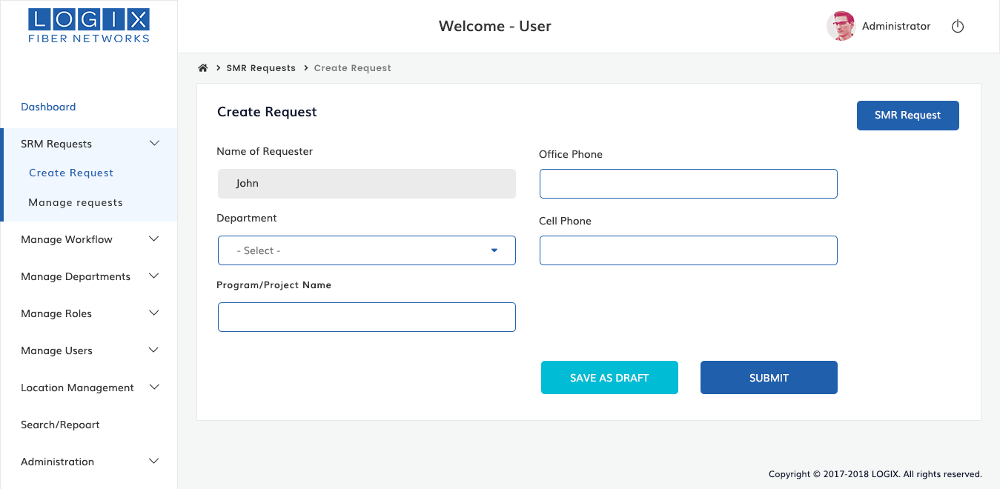 LOGIX
FIBER NETWORKS
Welcome - User
Administrator
SMR Requests
Create Request
Dashboard
SRM Requests
Create Request
Manage requests
Manage Workflow
Manage Departments
Manage Roles
Manage Users
Location Management
Search/Repoart
Administration
Create Request
SMR Request
Name of Requester
John
Office Phone
Department
- Select -
Cell Phone
Program/Project Name
SAVE AS DRAFT
SUBMIT
Copyright © 2017-2018 LOGIX. All rights reserved.